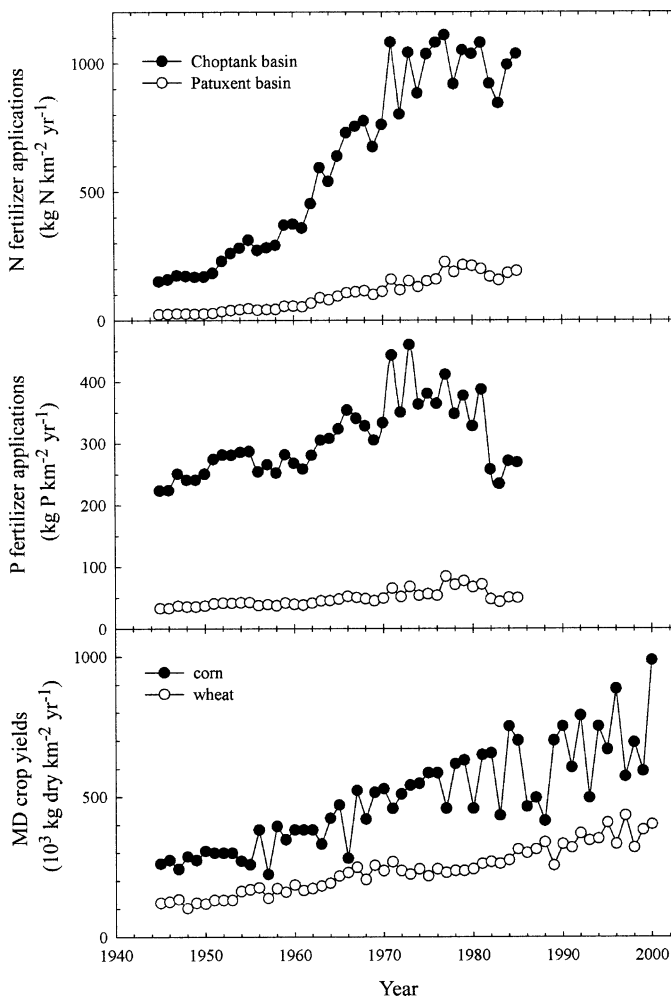 N fertilizer applications
(kg N km⁻² yr⁻¹)
1000
500
0
Choptank basin
Patuxent basin
P fertilizer applications
(kg P km⁻² yr⁻¹)
400
300
200
100
0
MD crop yields
(10³ kg dry km⁻² yr⁻¹)
1000
500
0
corn
wheat
1940 1950 1960 1970 1980 1990 2000
Year